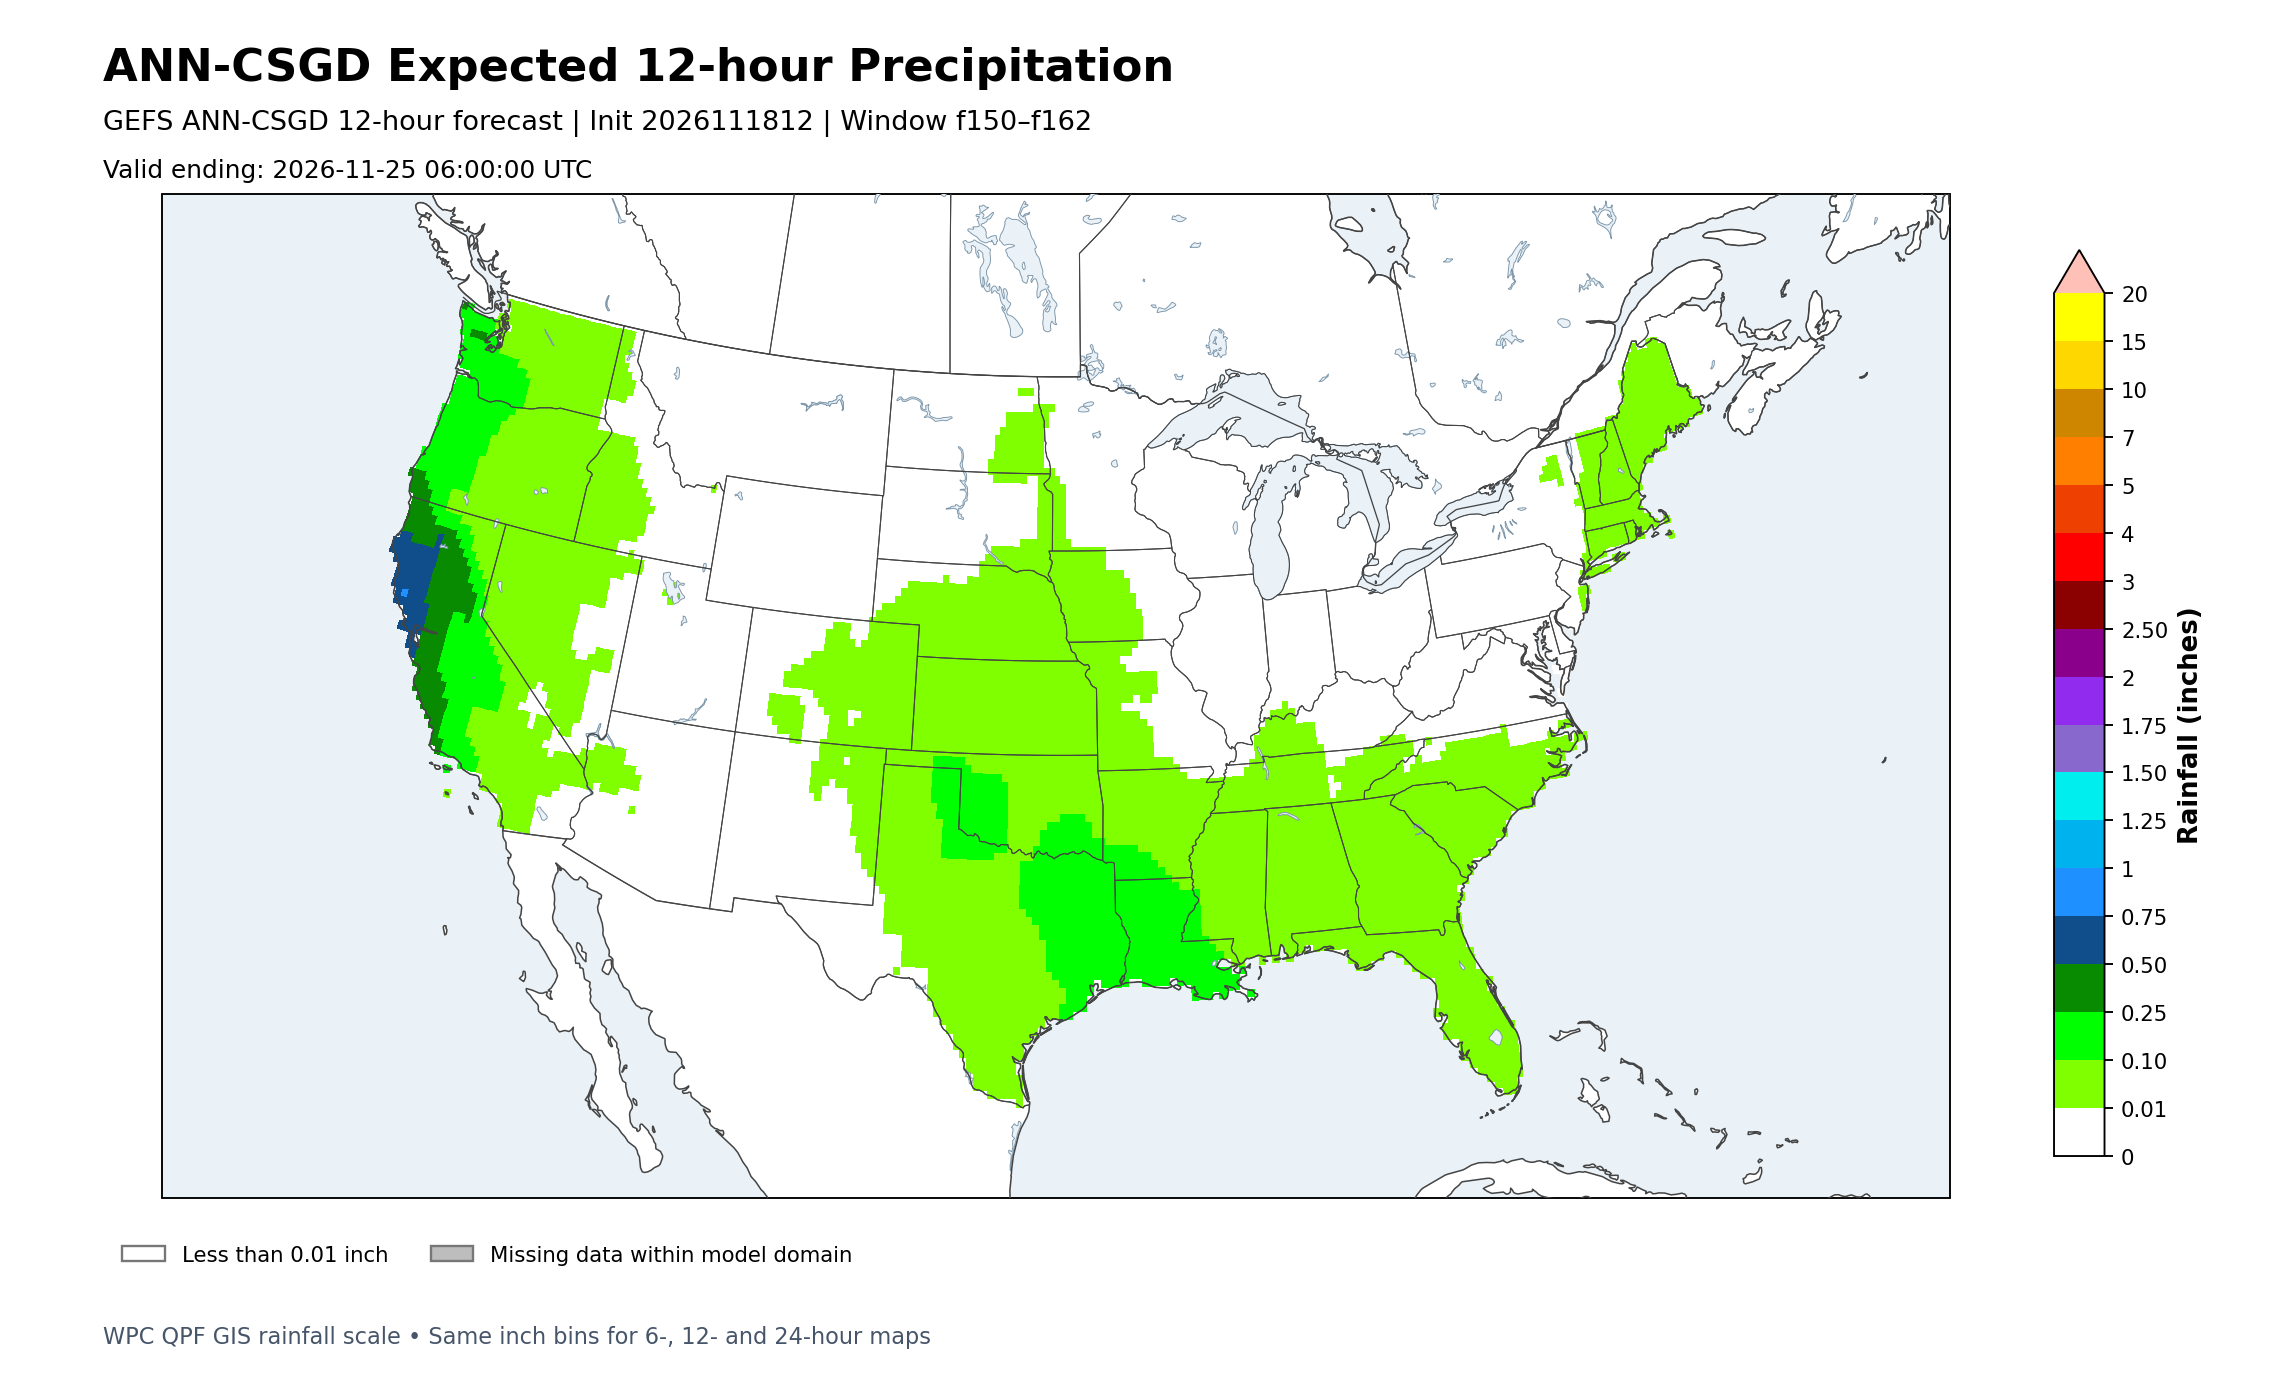 ANN-CSGD Expected 12-hour Precipitation
GEFS ANN-CSGD 12-hour forecast | Init 2026111812 | Window f150–f162
Valid ending: 2026-11-25 06:00:00 UTC
20
15
10
7
5
4
3
2.50
2
1.75
1.50
1.25
1
0.75
0.50
0.25
0.10
0.01
0
Rainfall (inches)
Less than 0.01 inch
Missing data within model domain
WPC QPF GIS rainfall scale • Same inch bins for 6-, 12- and 24-hour maps